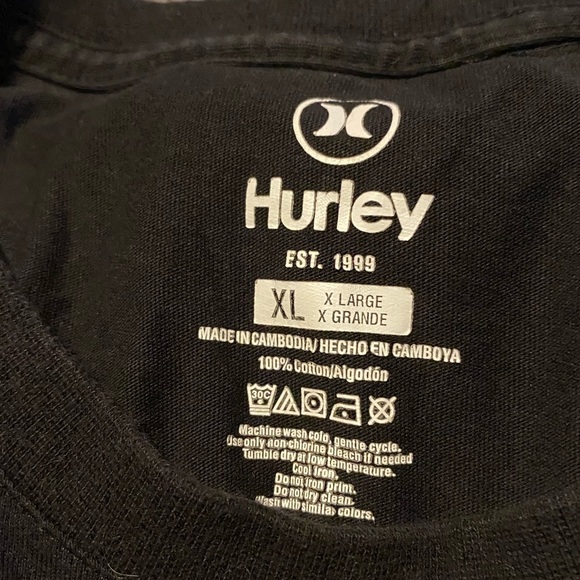 Hurley
EST. 1999
XL X LARGE
X GRANDE
MADE IN CAMBODIA/ HECHO EN CAMBOYA
100% Cotton/Algodón
30C
Machine wash cold, gentle cycle.
Use only non-chlorine bleach if needed
Tumble dry at low temperature.
Cool iron.
Do not iron print.
Do not dry clean.
Wash with similar colors.